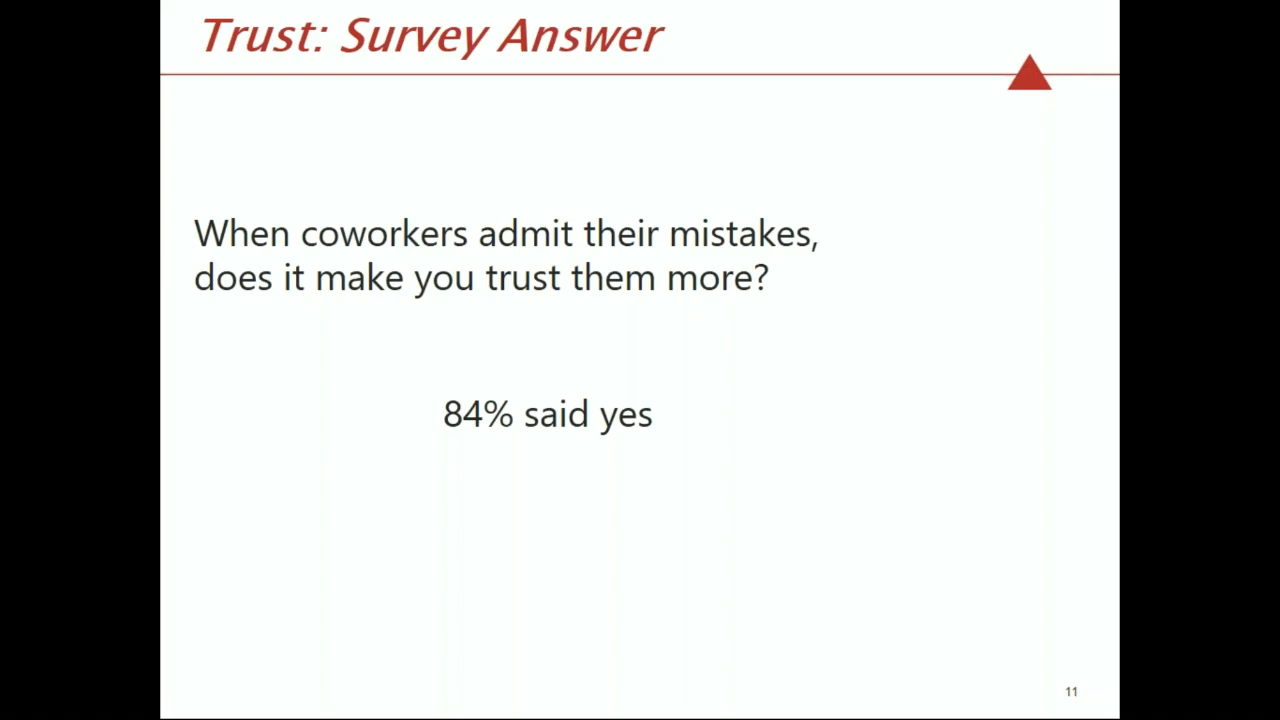 Trust: Survey Answer
When coworkers admit their mistakes,
does it make you trust them more?
84% said yes
11